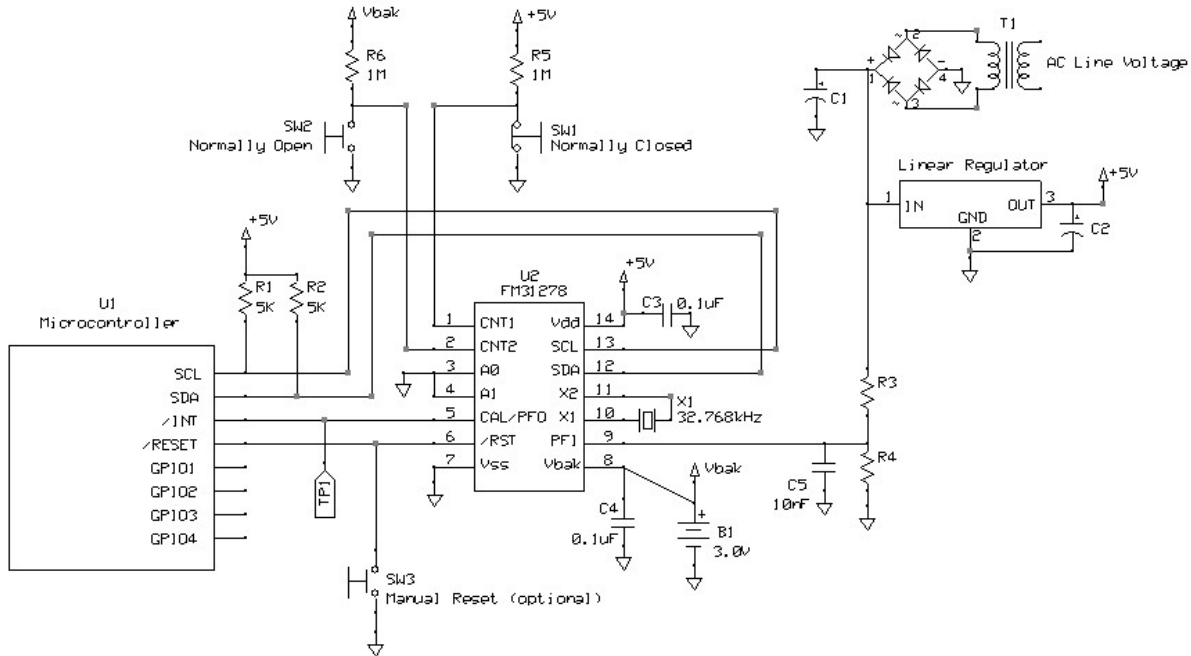 Vbak
R6
1M
SW2
Normally Open
+5V
R5
1M
SW1
Normally Closed
T1
AC Line Voltage
~
2
+
1
-
4
~
3
C1
Linear Regulator
1
IN
OUT
3
GND
2
+5V
C2
+5V
R1
5K
R2
5K
U1
Microcontroller
SCL
SDA
/INT
/RESET
GPIO1
GPIO2
GPIO3
GPIO4
TP1
SW3
Manual Reset (optional)
U2
FM31278
1 CNT1
2 CNT2
3 A0
4 A1
5 CAL/PFO
6 /RST
7 Vss
Vdd 14
SCL 13
SDA 12
X2 11
X1 10
PFI 9
Vbak 8
+5V
C3 0.1uF
X1
32.768kHz
C4
0.1uF
Vbak
+
B1
3.0V
C5
10nF
R3
R4